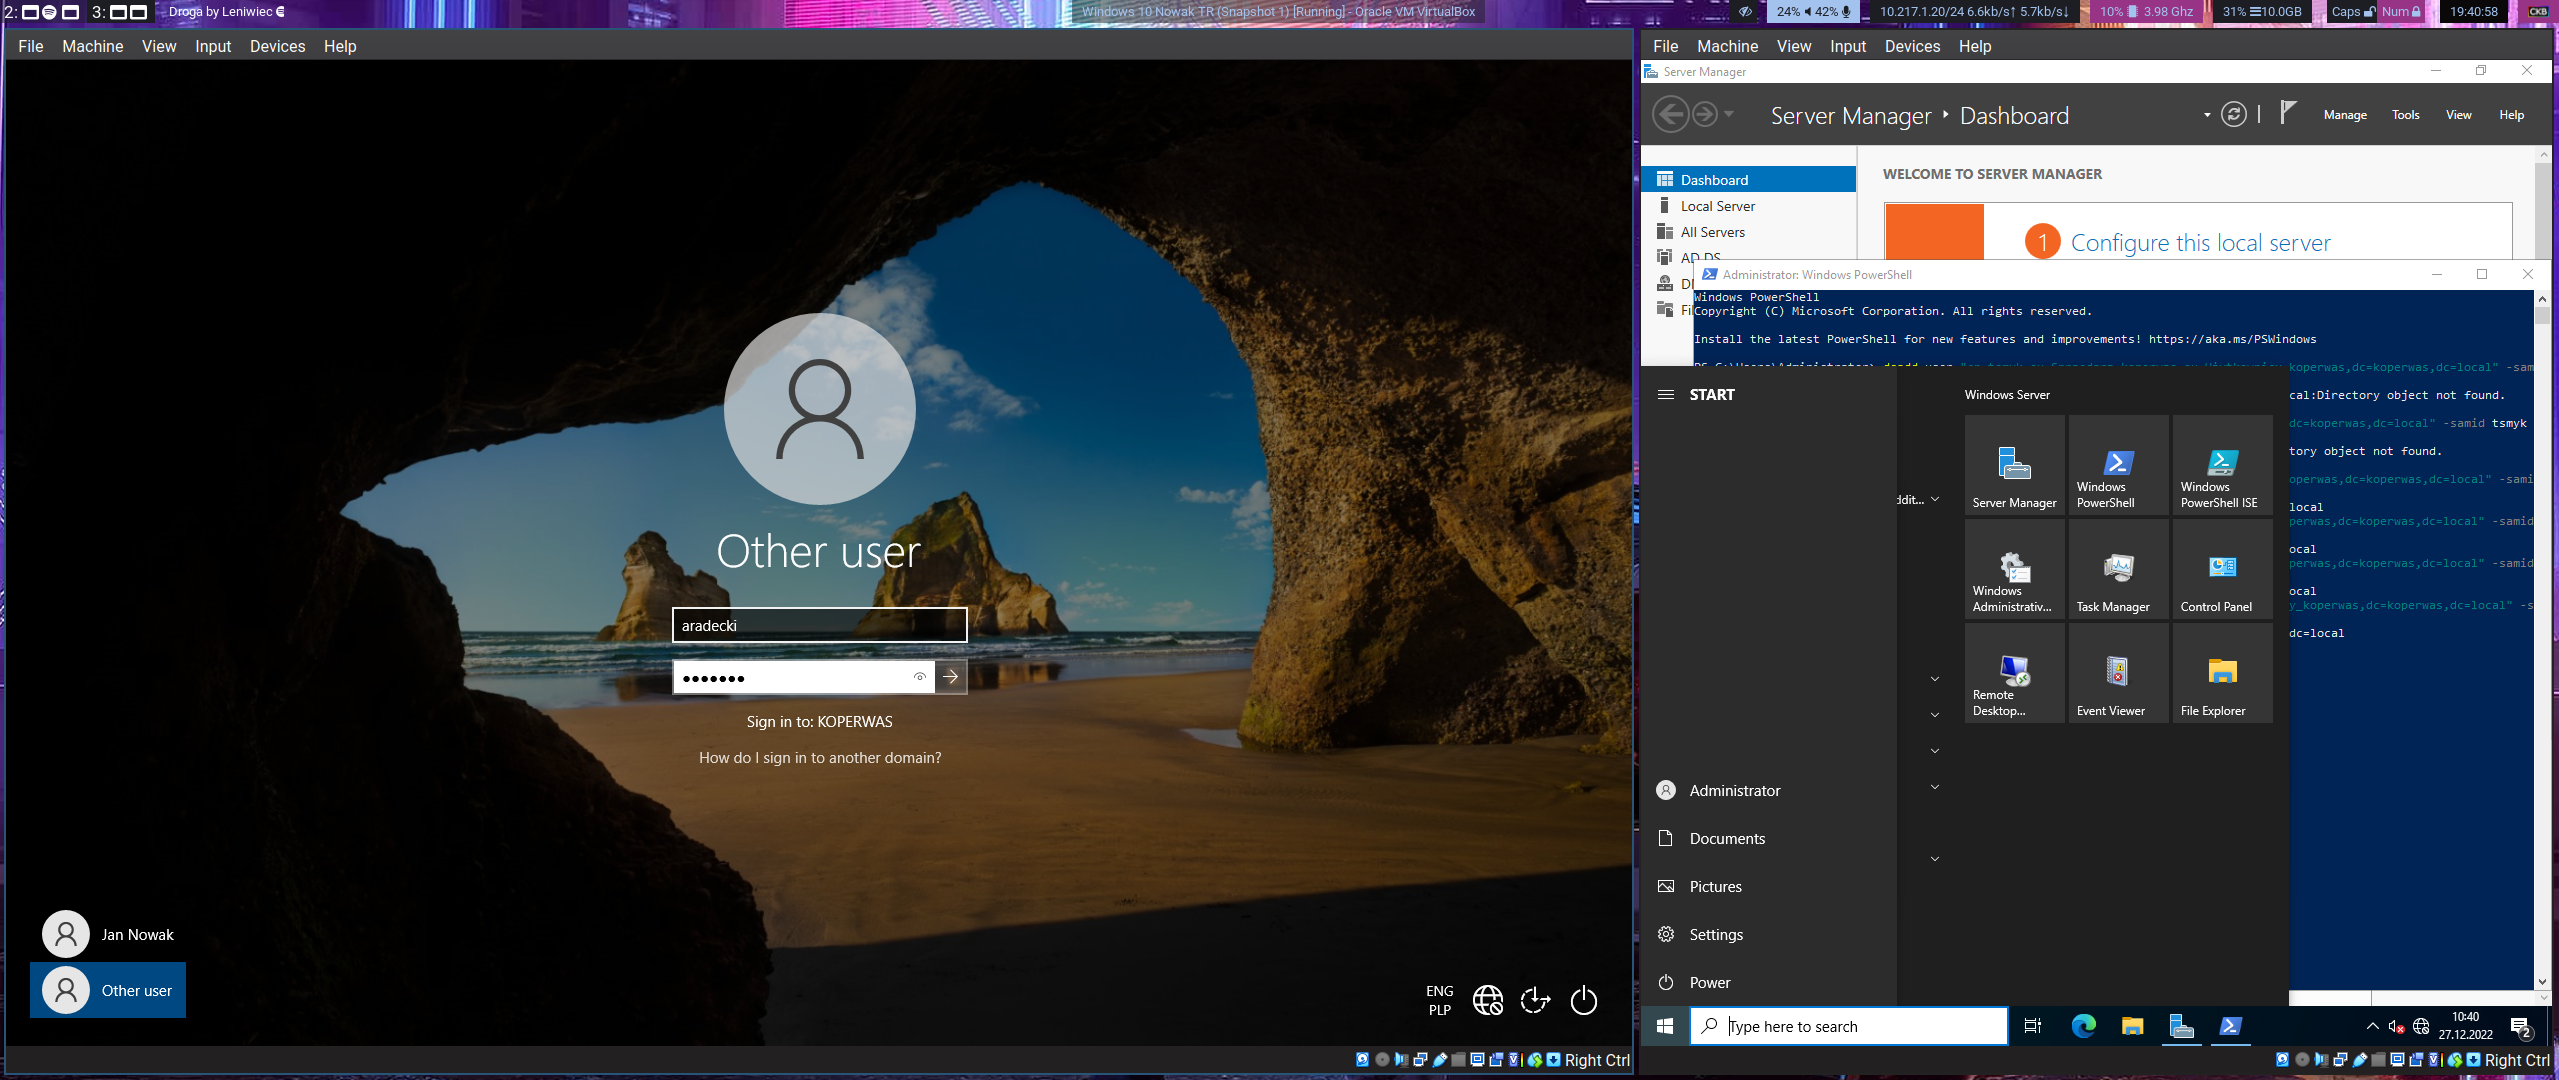 2:
3:
Droga by Leniwiec
Windows 10 Nowak TR (Snapshot 1) [Running] - Oracle VM VirtualBox
24% 42%
10.217.1.20/24 6.6kb/s↑ 5.7kb/s↓
10% 3.98 Ghz
31% 10.0GB
Caps Num
19:40:58
CKB
File Machine View Input Devices Help
Other user
aradecki
Sign in to: KOPERWAS
How do I sign in to another domain?
Jan Nowak
Other user
ENG
PLP
Right Ctrl
File Machine View Input Devices Help
Server Manager
Server Manager Dashboard
Manage Tools View Help
Dashboard
Local Server
All Servers
AD DS
WELCOME TO SERVER MANAGER
1 Configure this local server
Administrator: Windows PowerShell
Windows PowerShell
Copyright (C) Microsoft Corporation. All rights reserved.
Install the latest PowerShell for new features and improvements! https://aka.ms/PSWindows
koperwas,dc=local" -sam
cal:Directory object not found.
dc=koperwas,dc=local" -samid tsmyk
tory object not found.
perwas,dc=koperwas,dc=local" -sami
local
perwas,dc=koperwas,dc=local" -samid
ocal
perwas,dc=koperwas,dc=local" -samid
ocal
y_koperwas,dc=koperwas,dc=local" -s
dc=local
START
ddit...
Administrator
Documents
Pictures
Settings
Power
Windows Server
Server Manager
Windows PowerShell
Windows PowerShell ISE
Windows Administrativ...
Task Manager
Control Panel
Remote Desktop...
Event Viewer
File Explorer
Type here to search
10:40
27.12.2022
2
Right Ctrl